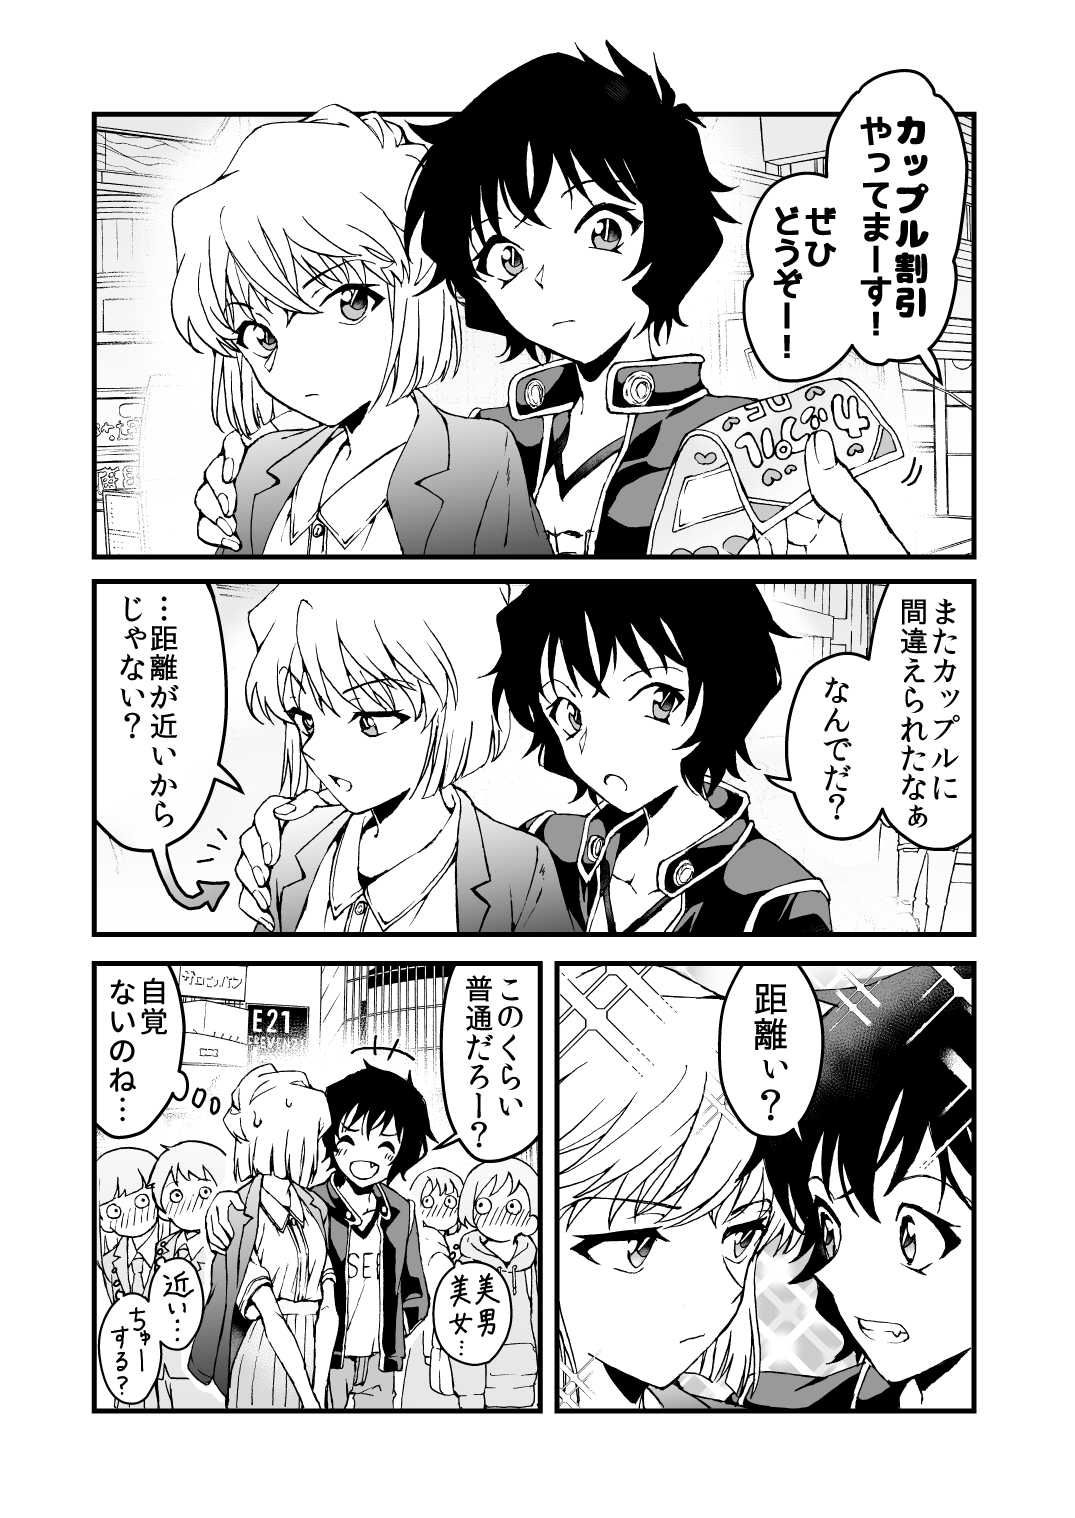 カップル割引
やってまーす！
ぜひ
どうぞー！
またカップルに
間違えられたなぁ
なんでだ？
…距離が近いから
じゃない？
距離ぃ？
このくらい
普通だろー？
自覚
ないのね…
E21
美男
美女…
近い…
ちゅー
する？
SE